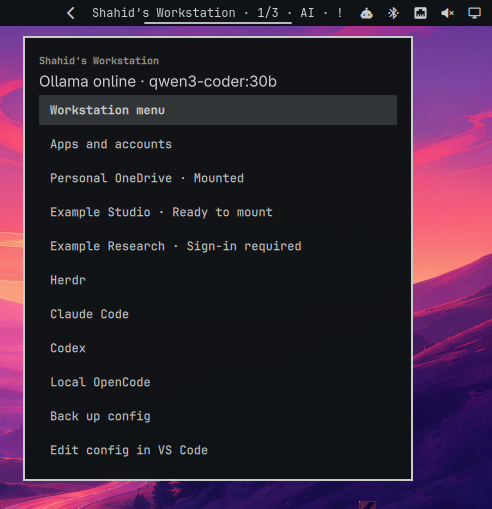 Shahid's Workstation · 1/3 · AI · !
Shahid's Workstation
Ollama online · qwen3-coder:30b
Workstation menu
Apps and accounts
Personal OneDrive · Mounted
Example Studio · Ready to mount
Example Research · Sign-in required
Herdr
Claude Code
Codex
Local OpenCode
Back up config
Edit config in VS Code